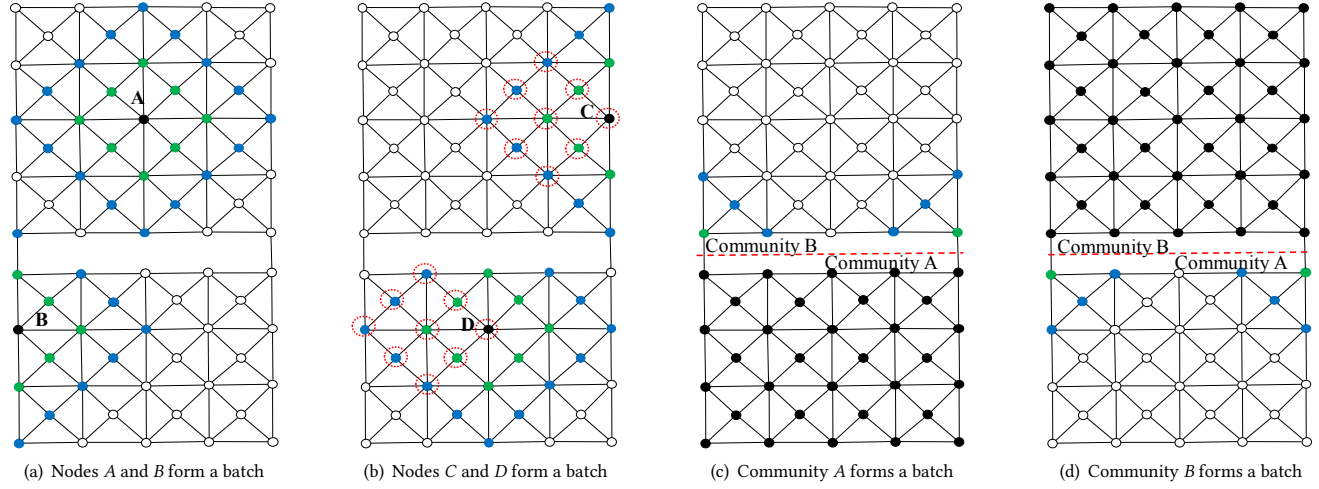 A
B
C
D
Community B
Community A
Community B
Community A
(a) Nodes A and B form a batch
(b) Nodes C and D form a batch
(c) Community A forms a batch
(d) Community B forms a batch